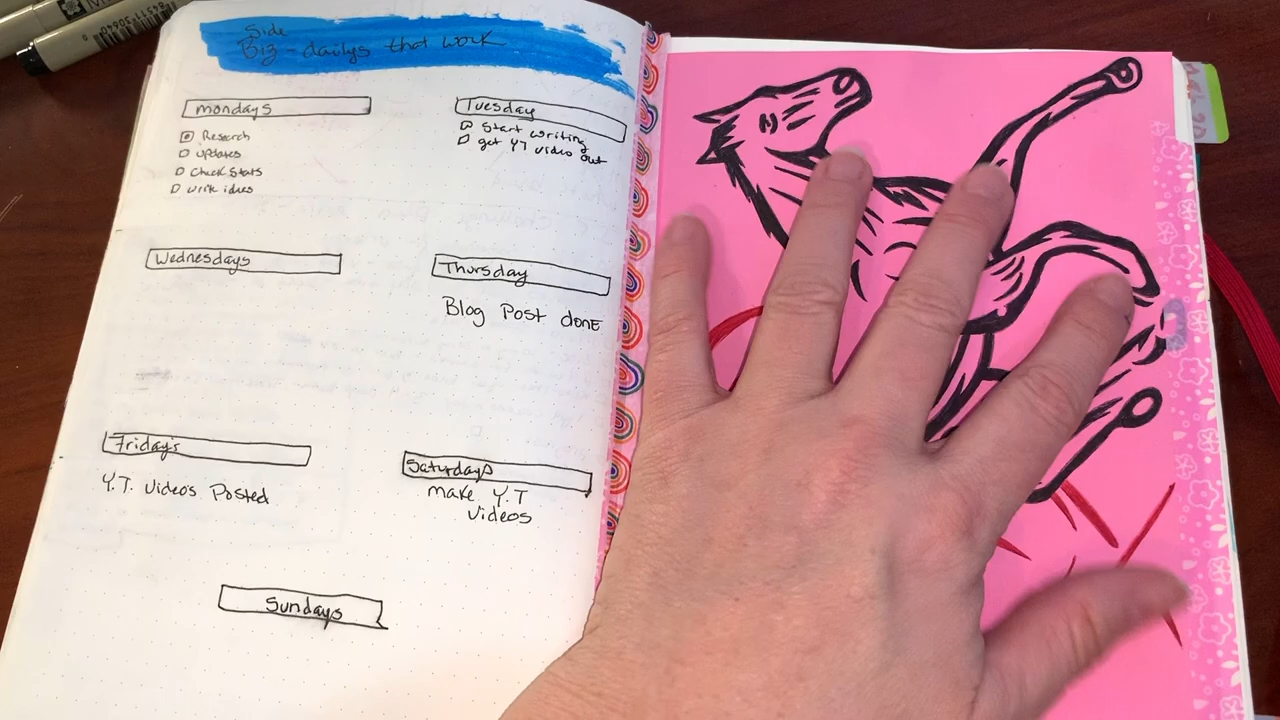 Side
Biz - dailys that work
mondays
Research
updates
check stats
write ideas
Tuesday
Start writing
get YT video out
Wednesdays
Thursday
Blog Post done
Fridays
Y.T. Videos Posted
Saturdays
make Y.T
Videos
Sundays
84511730640